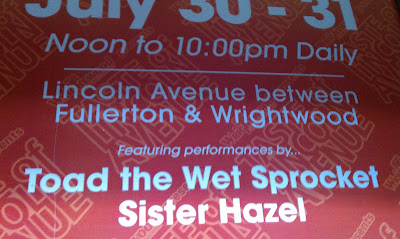 July 30 - 31
Noon to 10:00pm Daily
Lincoln Avenue between
Fullerton & Wrightwood
Featuring performances by...
Toad the Wet Sprocket
Sister Hazel